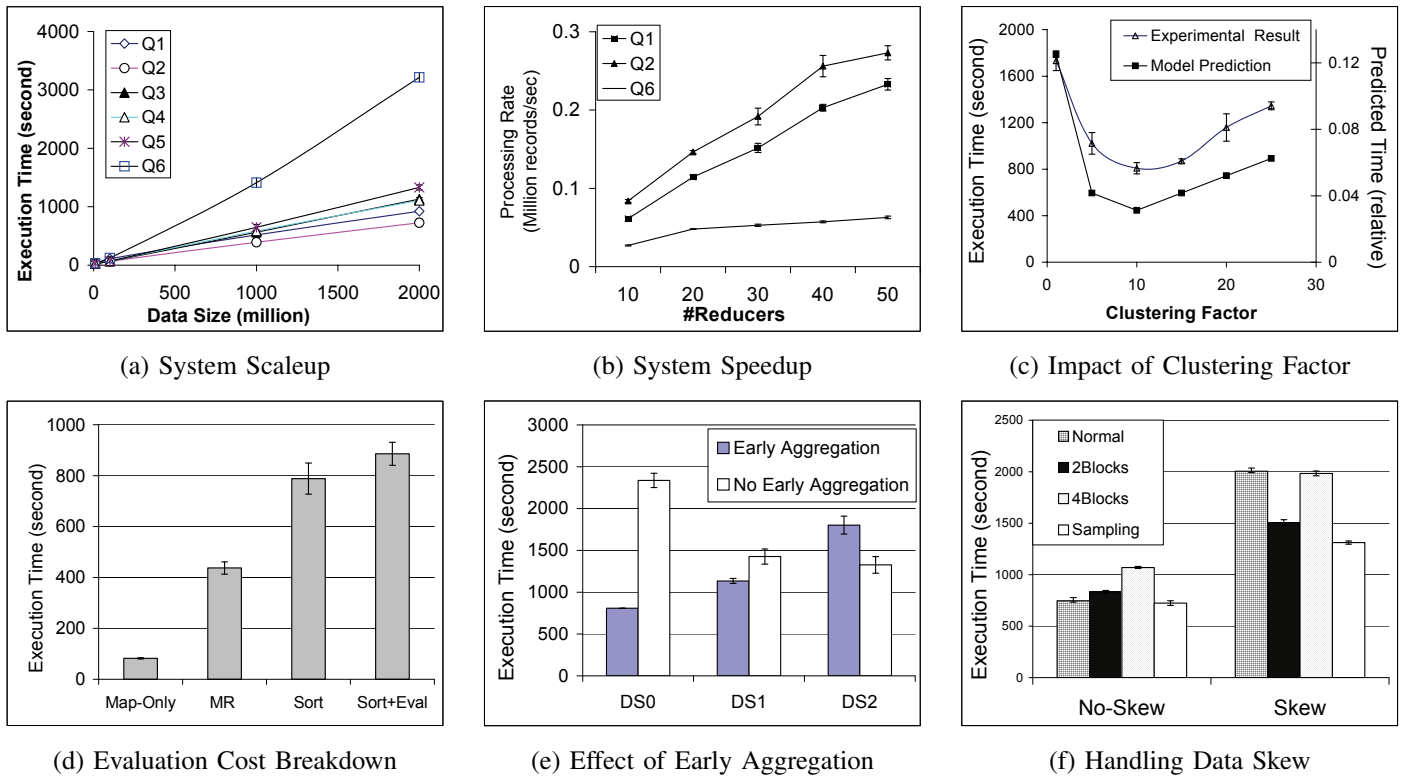 4000
3000
2000
1000
0
Execution Time (second)
Q1
Q2
Q3
Q4
Q5
Q6
0
500
1000
1500
2000
Data Size (million)
(a) System Scaleup
0.3
0.2
0.1
0
Processing Rate
(Million records/sec)
Q1
Q2
Q6
10
20
30
40
50
#Reducers
(b) System Speedup
2000
1600
1200
800
400
0
Execution Time (second)
Experimental Result
Model Prediction
0.12
0.08
0.04
0
Predicted Time (relative)
0
10
20
30
Clustering Factor
(c) Impact of Clustering Factor
1000
800
600
400
200
0
Execution Time (second)
Map-Only
MR
Sort
Sort+Eval
(d) Evaluation Cost Breakdown
3000
2500
2000
1500
1000
500
0
Execution Time (second)
Early Aggregation
No Early Aggregation
DS0
DS1
DS2
(e) Effect of Early Aggregation
2500
2000
1500
1000
500
0
Execution Time (second)
Normal
2Blocks
4Blocks
Sampling
No-Skew
Skew
(f) Handling Data Skew